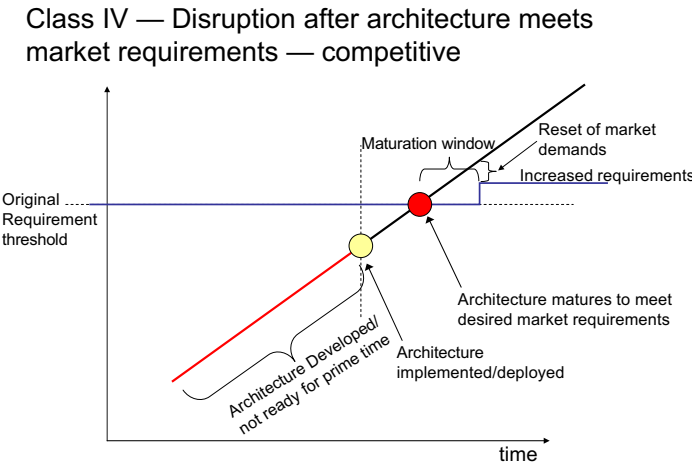 Class IV — Disruption after architecture meets
market requirements — competitive
Maturation window
Reset of market
demands
Increased requirements
Original
Requirement
threshold
Architecture matures to meet
desired market requirements
Architecture Developed/
not ready for prime time
Architecture
implemented/deployed
time